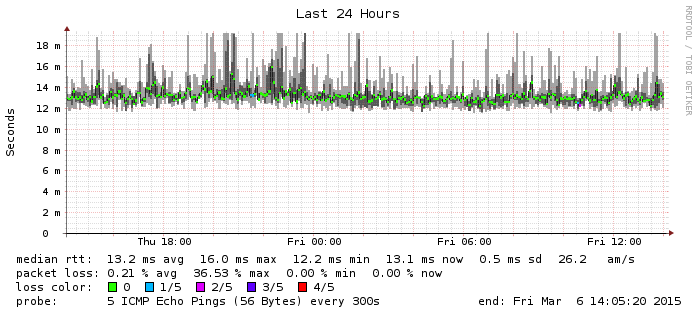 Last 24 Hours
RRDTOOL / TOBI OETIKER
Seconds
18 m
16 m
14 m
12 m
10 m
8 m
6 m
4 m
2 m
0
Thu 18:00 Fri 00:00 Fri 06:00 Fri 12:00
median rtt: 13.2 ms avg 16.0 ms max 12.2 ms min 13.1 ms now 0.5 ms sd 26.2 am/s
packet loss: 0.21 % avg 36.53 % max 0.00 % min 0.00 % now
loss color: 0 1/5 2/5 3/5 4/5
probe: 5 ICMP Echo Pings (56 Bytes) every 300s end: Fri Mar 6 14:05:20 2015